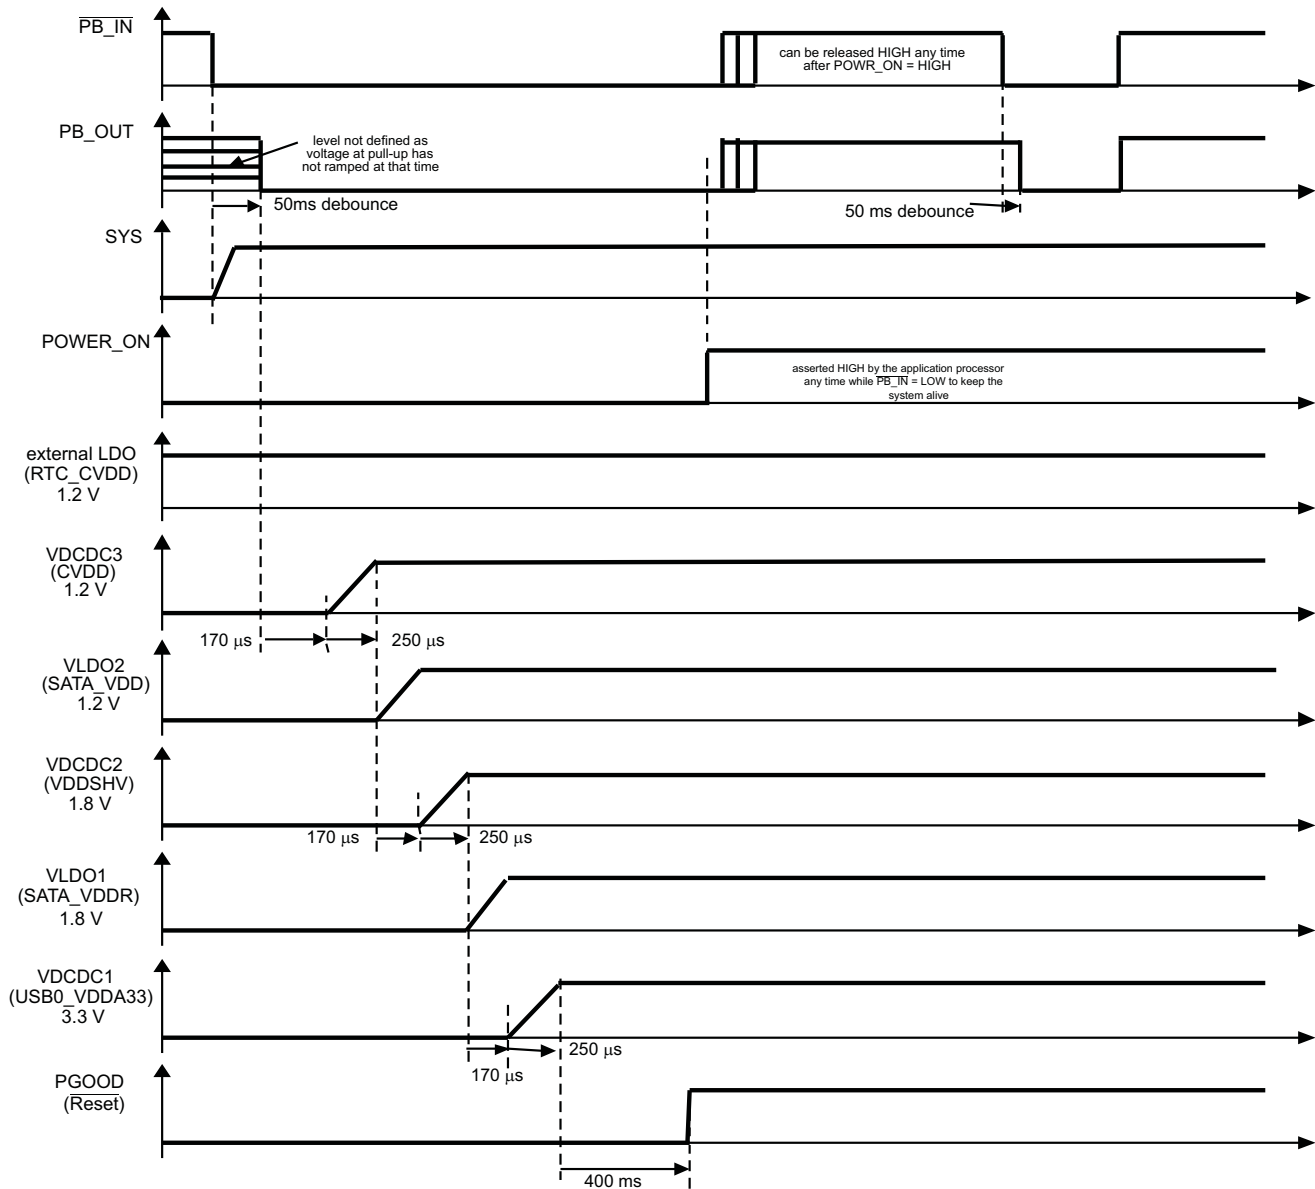 PB_IN
can be released HIGH any time
after POWR_ON = HIGH
PB_OUT
level not defined as
voltage at pull-up has
not ramped at that time
50ms debounce
50 ms debounce
SYS
POWER_ON
asserted HIGH by the application processor
any time while PB_IN = LOW to keep the
system alive
external LDO
(RTC_CVDD)
1.2 V
VDCDC3
(CVDD)
1.2 V
170 μs
250 μs
VLDO2
(SATA_VDD)
1.2 V
VDCDC2
(VDDSHV)
1.8 V
170 μs
250 μs
VLDO1
(SATA_VDDR)
1.8 V
VDCDC1
(USB0_VDDA33)
3.3 V
250 μs
170 μs
PGOOD
(Reset)
400 ms